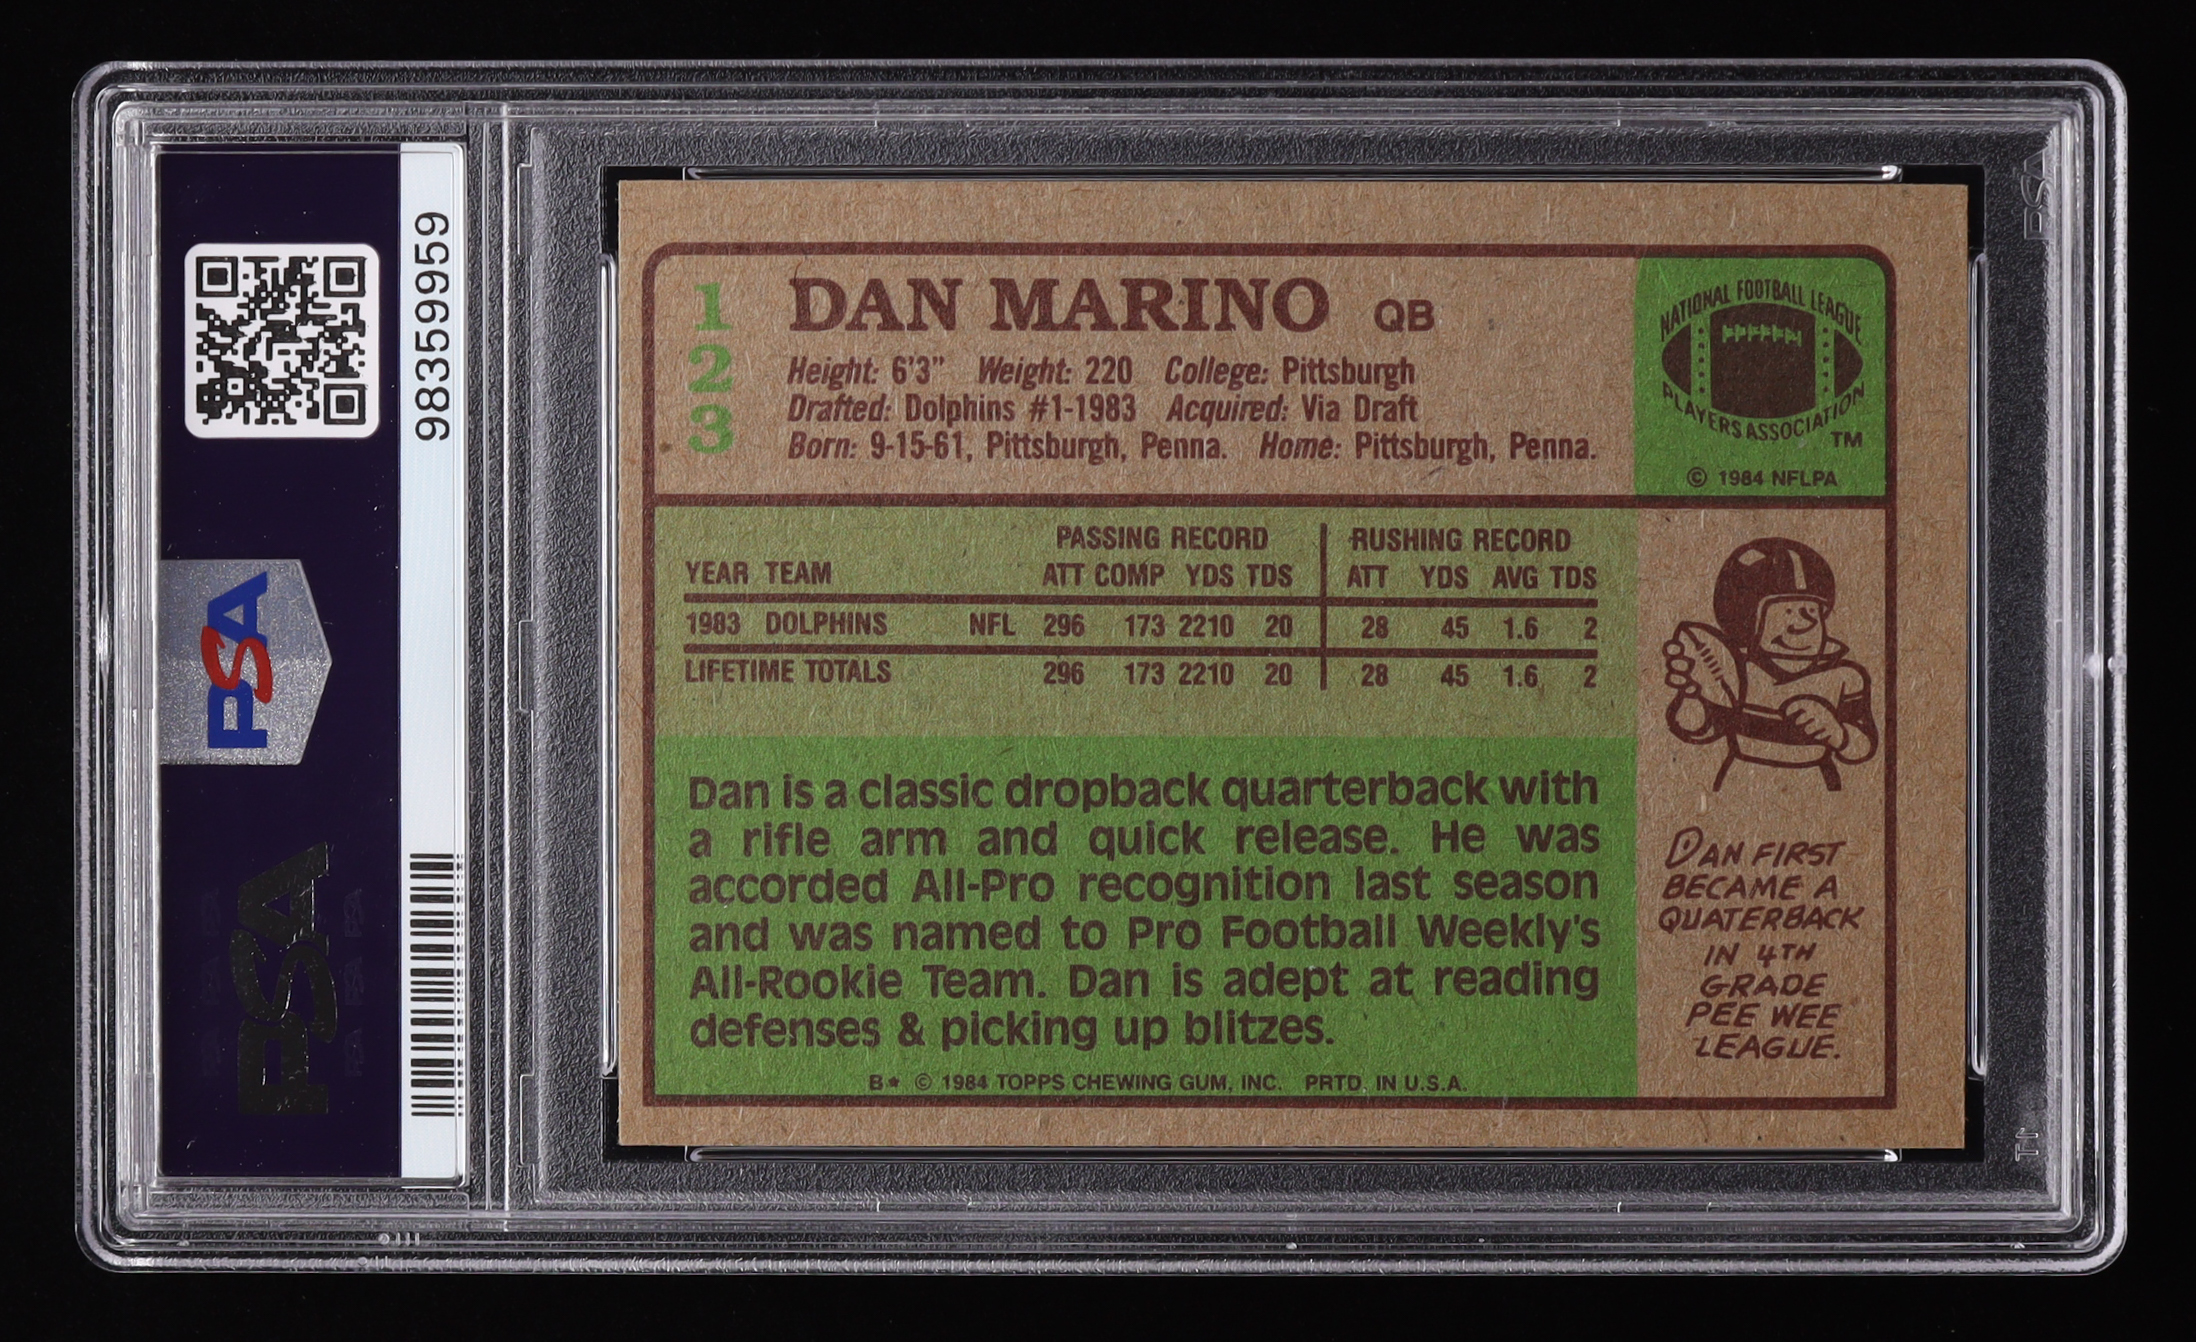 98359959
PSA
PSA
1
2
3
DAN MARINO QB
Height: 6'3" Weight: 220 College: Pittsburgh
Drafted: Dolphins #1-1983 Acquired: Via Draft
Born: 9-15-61, Pittsburgh, Penna. Home: Pittsburgh, Penna.
NATIONAL FOOTBALL LEAGUE
PLAYERS ASSOCIATION
TM
© 1984 NFLPA
PASSING RECORD RUSHING RECORD
YEAR TEAM ATT COMP YDS TDS ATT YDS AVG TDS
1983 DOLPHINS NFL 296 173 2210 20 28 45 1.6 2
LIFETIME TOTALS 296 173 2210 20 28 45 1.6 2
Dan is a classic dropback quarterback with
a rifle arm and quick release. He was
accorded All-Pro recognition last season
and was named to Pro Football Weekly's
All-Rookie Team. Dan is adept at reading
defenses & picking up blitzes.
B★ © 1984 TOPPS CHEWING GUM, INC. PRTD. IN U.S.A.
DAN FIRST
BECAME A
QUATERBACK
IN 4TH
GRADE
PEE WEE
LEAGUE.
PSA